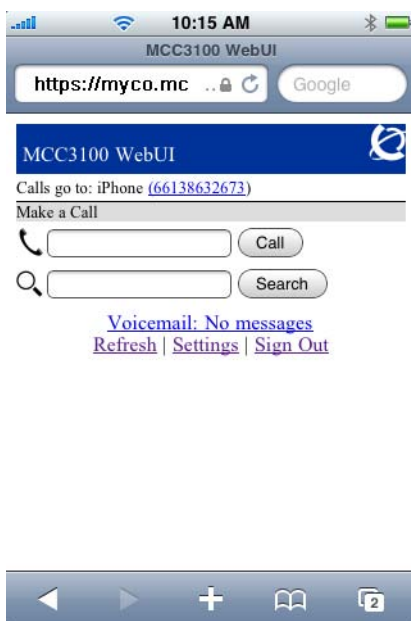 10:15 AM
MCC3100 WebUI
https://myco.mc ..
Google
MCC3100 WebUI
Calls go to: iPhone (66138632673)
Make a Call
Call
Search
Voicemail: No messages
Refresh | Settings | Sign Out
2